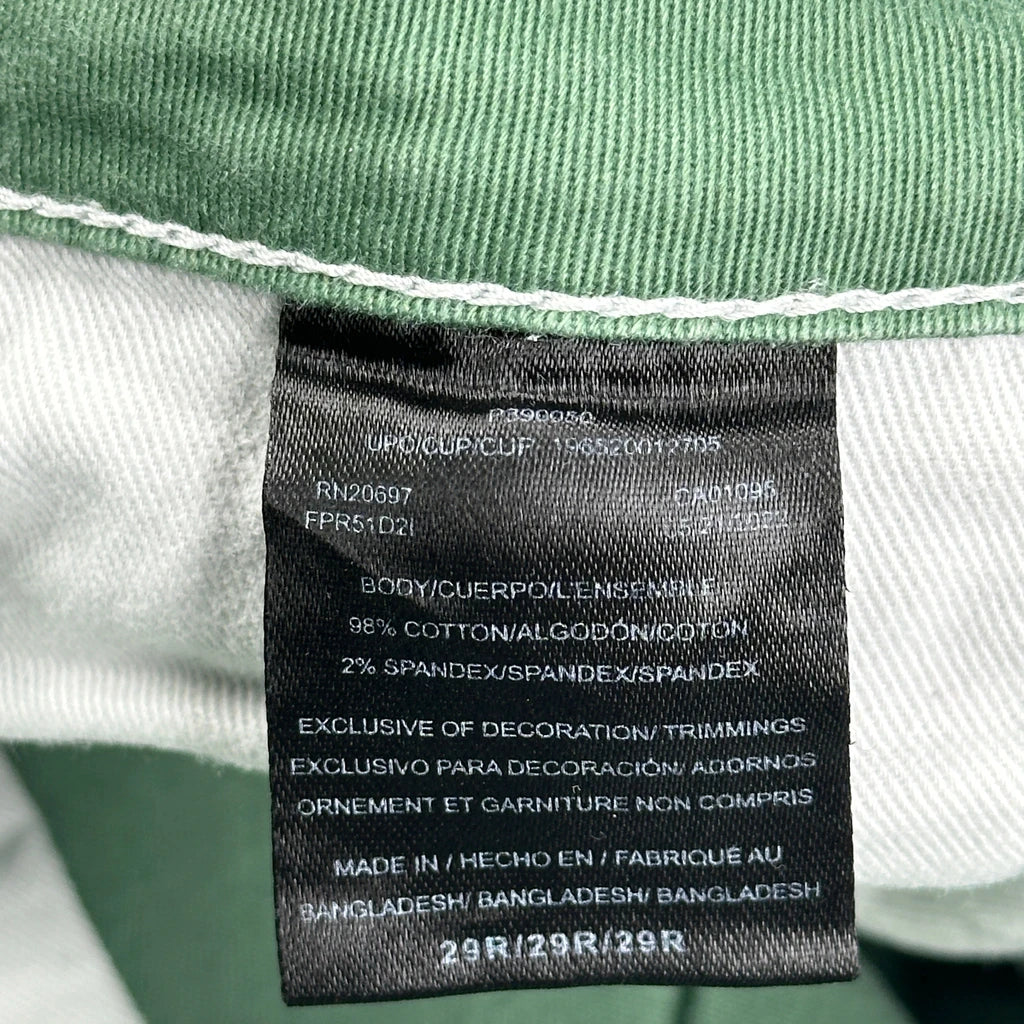 P390050
UPC/CUP/CUP 196520012705
RN20697 CA01096
FPR51D2I
BODY/CUERPO/L'ENSEMBLE
98% COTTON/ALGODÓN/COTON
2% SPANDEX/SPANDEX/SPANDEX
EXCLUSIVE OF DECORATION/ TRIMMINGS
EXCLUSIVO PARA DECORACIÓN/ ADORNOS
ORNEMENT ET GARNITURE NON COMPRIS
MADE IN / HECHO EN / FABRIQUÉ AU
BANGLADESH/ BANGLADESH/ BANGLADESH
29R/29R/29R